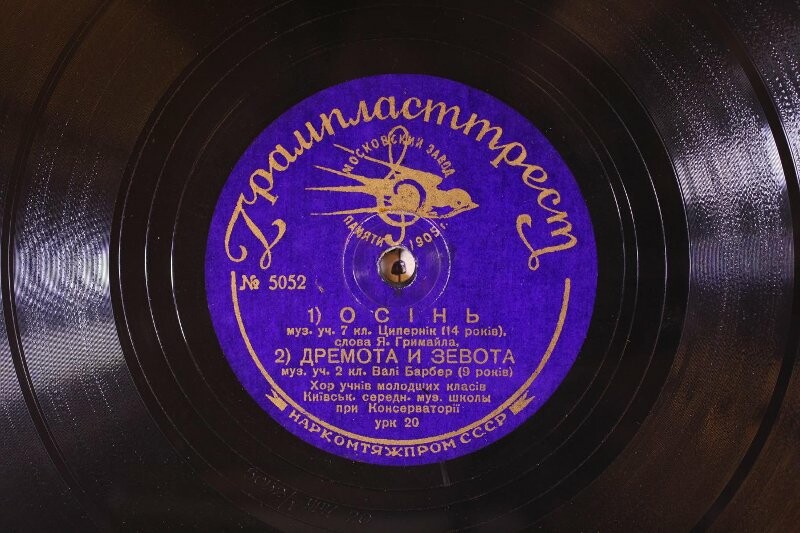 Грампласттрест
МОСКОВСКИЙ ЗАВОД
ПАМЯТИ 1905 г.
№ 5052
1) ОСІНЬ
муз. уч. 7 кл. Ципернік (14 років),
слова Я. Гримайла.
2) ДРЕМОТА И ЗЕВОТА
муз. уч. 2 кл. Валі Барбер (9 років)
Хор учнів молодших класів
Київськ. середн. муз. школы
при Консерваторії
урк 20
НАРКОМТЯЖПРОМ СССР